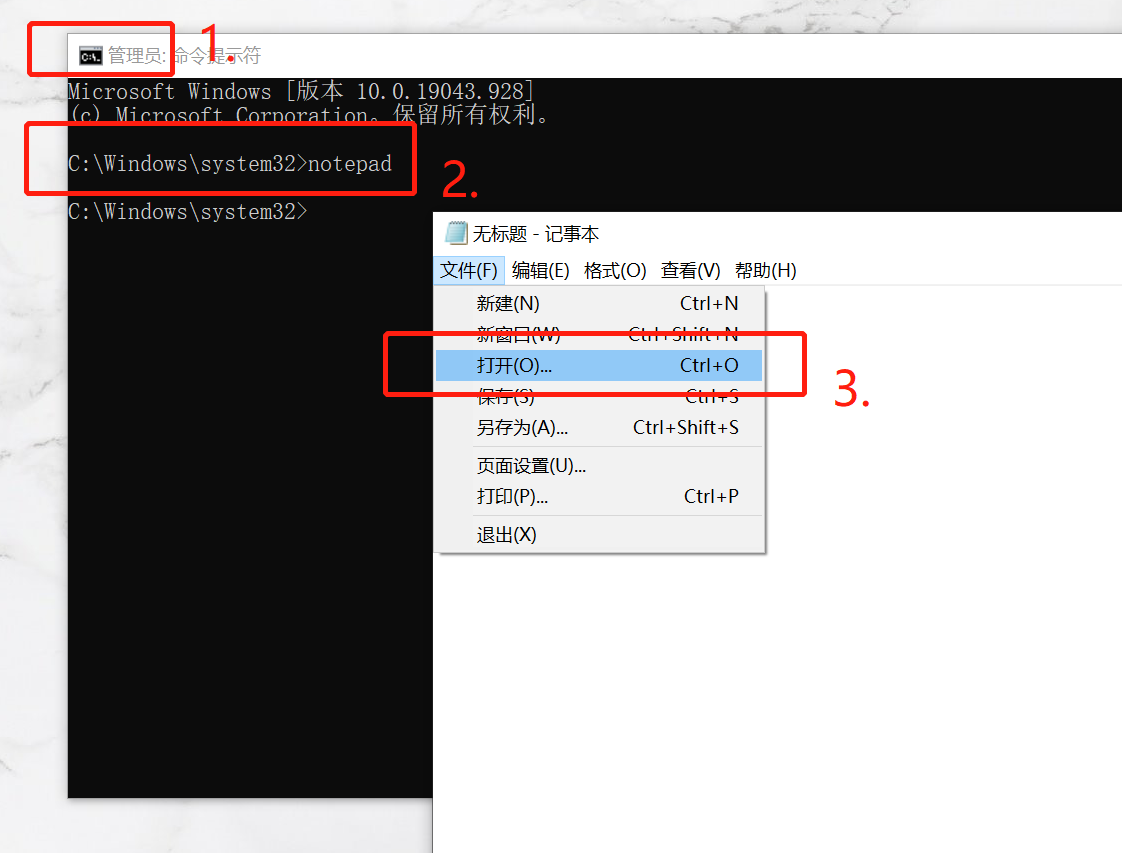 1.
管理员: 命令提示符
Microsoft Windows [版本 10.0.19043.928]
(c) Microsoft Corporation。保留所有权利。
C:\Windows\system32>notepad
2.
C:\Windows\system32>
无标题 - 记事本
文件(F) 编辑(E) 格式(O) 查看(V) 帮助(H)
新建(N) Ctrl+N
新窗口(W) Ctrl+Shift+N
打开(O)... Ctrl+O
3.
保存(S) Ctrl+S
另存为(A)... Ctrl+Shift+S
页面设置(U)...
打印(P)... Ctrl+P
退出(X)